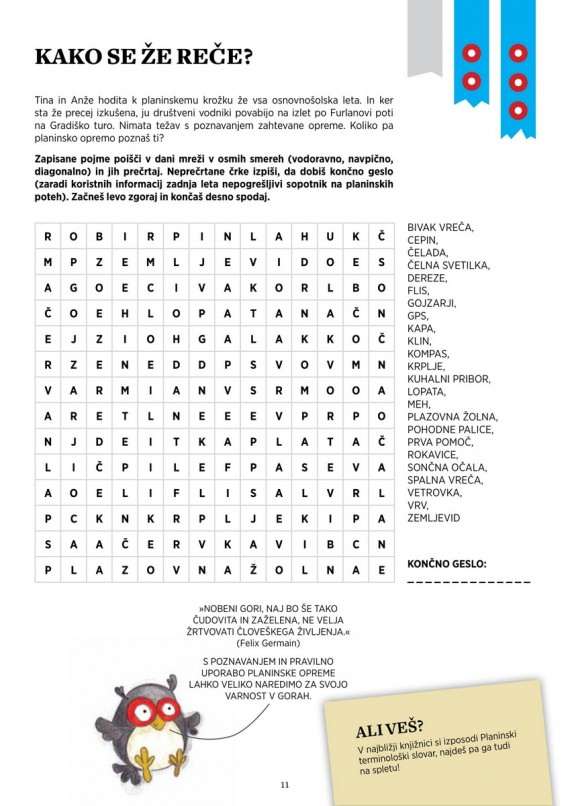 KAKO SE ŽE REČE?
Tina in Anže hodita k planinskemu krožku že vsa osnovnošolska leta. In ker
sta že precej izkušena, ju društveni vodniki povabijo na izlet po Furlanovi poti
na Gradiško turo. Nimata težav s poznavanjem zahtevane opreme. Koliko pa
planinsko opremo poznaš ti?
Zapisane pojme poišči v dani mreži v osmih smereh (vodoravno, navpično,
diagonalno) in jih prečrtaj. Neprečrtane črke izpiši, da dobiš končno geslo
(zaradi koristnih informacij zadnja leta nepogrešljivi sopotnik na planinskih
poteh). Začneš levo zgoraj in končaš desno spodaj.
R O B I R P I N L A H U K Č
M P Z E M L J E V I D O E S
A G O E C I V A K O R L B O
Č O E H L O P A T A N A Č N
E J Z I O H G A L A K K O Č
R Z E N E D D P S V O V M N
V A R M I A N V S R M O O A
A R E T L N E E E V P R P O
N J D E I T K A P L A T A Č
L I Č P I L E F P A S E V A
A O E L I F L I S A L V R L
P C K N K R P L J E K I P A
S A A Č E R V K A V I B C N
P L A Z O V N A Ž O L N A E
BIVAK VREČA,
CEPIN,
ČELADA,
ČELNA SVETILKA,
DEREZE,
FLIS,
GOJZARJI,
GPS,
KAPA,
KLIN,
KOMPAS,
KRPLJE,
KUHALNI PRIBOR,
LOPATA,
MEH,
PLAZOVNA ŽOLNA,
POHODNE PALICE,
PRVA POMOČ,
ROKAVICE,
SONČNA OČALA,
SPALNA VREČA,
VETROVKA,
VRV,
ZEMLJEVID
KONČNO GESLO:
_ _ _ _ _ _ _ _ _ _ _ _ _ _
»NOBENI GORI, NAJ BO ŠE TAKO
ČUDOVITA IN ZAŽELENA, NE VELJA
ŽRTVOVATI ČLOVEŠKEGA ŽIVLJENJA.«
(Felix Germain)
S POZNAVANJEM IN PRAVILNO
UPORABO PLANINSKE OPREME
LAHKO VELIKO NAREDIMO ZA SVOJO
VARNOST V GORAH.
ALI VEŠ?
V najbližji knjižnici si izposodi Planinski
terminološki slovar, najdeš pa ga tudi
na spletu!
11